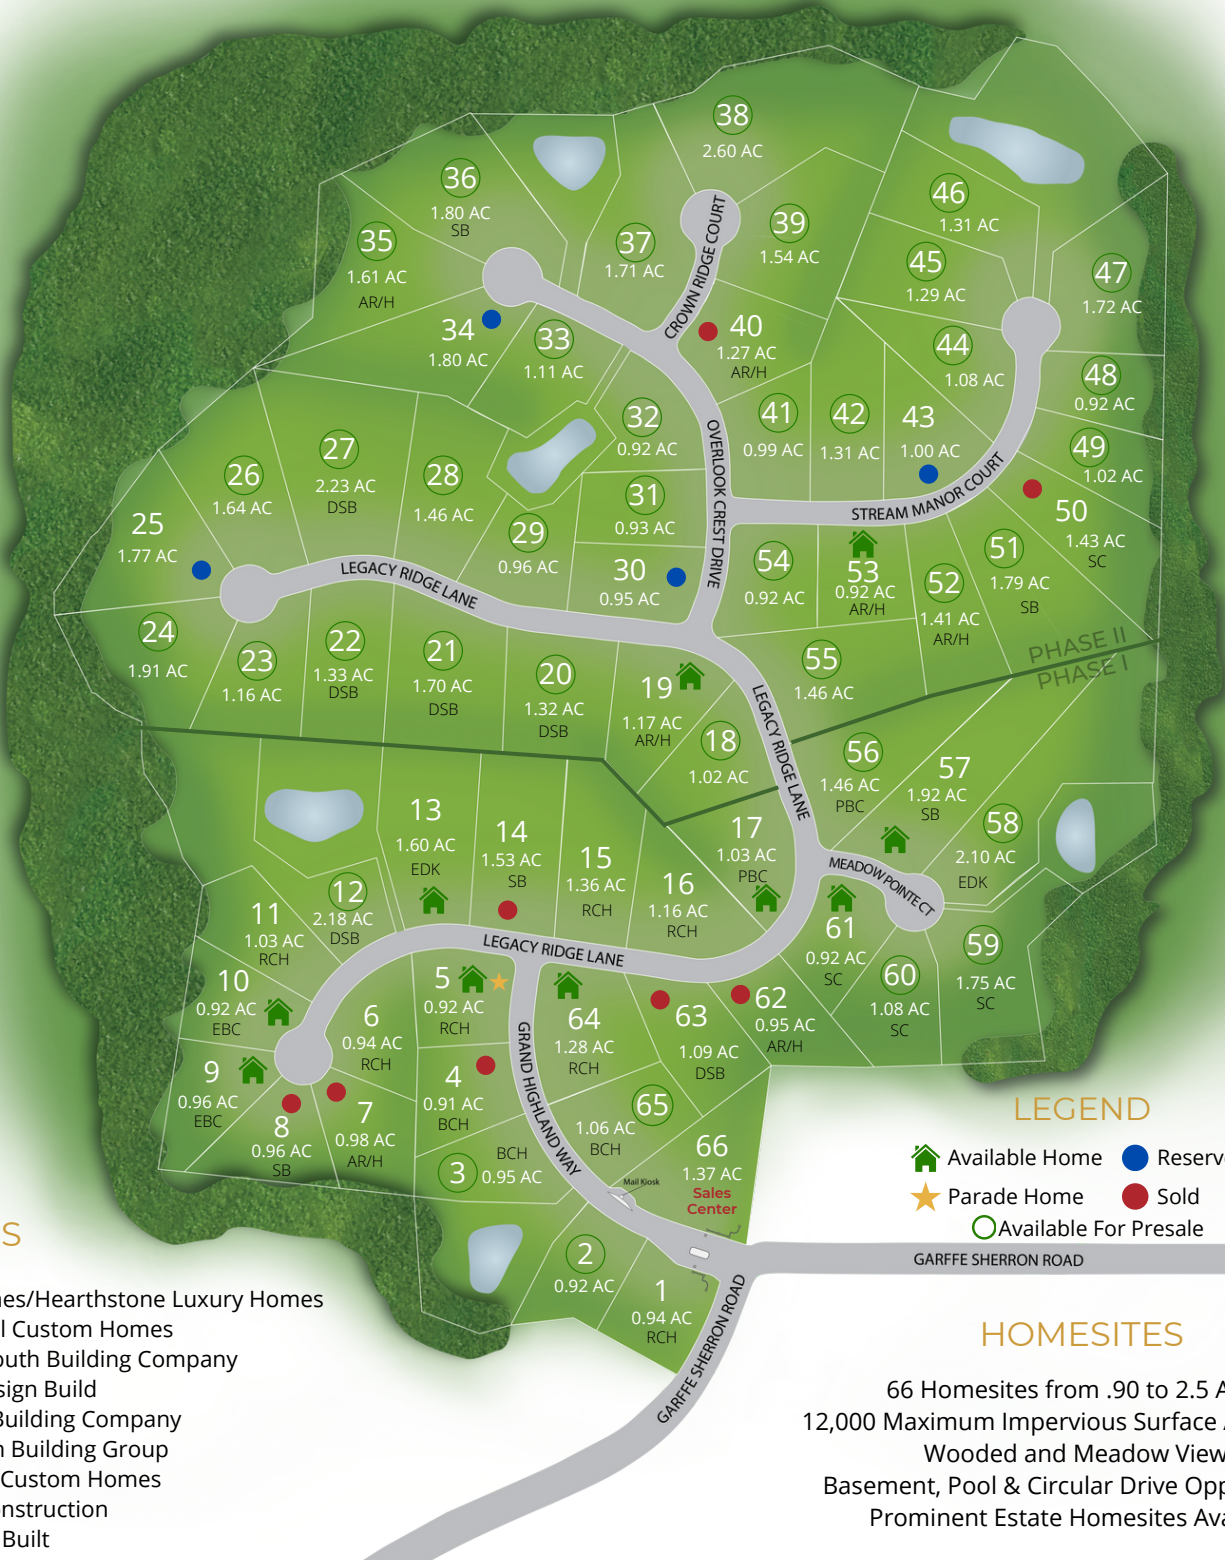 38
2.60 AC
36
1.80 AC
SB
46
1.31 AC
35
1.61 AC
AR/H
37
1.71 AC
39
1.54 AC
45
1.29 AC
47
1.72 AC
CROWN RIDGE COURT
34
1.80 AC
33
1.11 AC
40
1.27 AC
AR/H
44
1.08 AC
48
0.92 AC
32
0.92 AC
41
0.99 AC
42
1.31 AC
43
1.00 AC
49
1.02 AC
27
2.23 AC
DSB
26
1.64 AC
28
1.46 AC
OVERLOOK CREST DRIVE
STREAM MANOR COURT
31
0.93 AC
25
1.77 AC
29
0.96 AC
50
1.43 AC
SC
30
0.95 AC
54
0.92 AC
53
0.92 AC
AR/H
51
1.79 AC
SB
52
1.41 AC
AR/H
LEGACY RIDGE LANE
24
1.91 AC
23
1.16 AC
22
1.33 AC
DSB
21
1.70 AC
DSB
20
1.32 AC
DSB
19
1.17 AC
AR/H
18
1.02 AC
55
1.46 AC
PHASE II
PHASE I
LEGACY RIDGE LANE
56
1.46 AC
PBC
57
1.92 AC
SB
58
2.10 AC
EDK
13
1.60 AC
EDK
14
1.53 AC
SB
15
1.36 AC
RCH
16
1.16 AC
RCH
17
1.03 AC
PBC
MEADOW POINTE CT
12
2.18 AC
DSB
11
1.03 AC
RCH
LEGACY RIDGE LANE
61
0.92 AC
SC
60
1.08 AC
SC
59
1.75 AC
SC
10
0.92 AC
EBC
5
0.92 AC
RCH
6
0.94 AC
RCH
64
1.28 AC
RCH
63
1.09 AC
DSB
62
0.95 AC
AR/H
9
0.96 AC
EBC
8
0.96 AC
SB
7
0.98 AC
AR/H
4
0.91 AC
BCH
GRAND HIGHLAND WAY
65
1.06 AC
BCH
3
BCH
0.95 AC
66
1.37 AC
Sales
Center
Mail Kiosk
2
0.92 AC
1
0.94 AC
RCH
GARFFE SHERRON ROAD
LEGEND
Available Home
Reserve
Parade Home
Sold
Available For Presale
GARFFE SHERRON ROAD
S
nes/Hearthstone Luxury Homes
l Custom Homes
outh Building Company
sign Build
Building Company
n Building Group
Custom Homes
onstruction
Built
HOMESITES
66 Homesites from .90 to 2.5 A
12,000 Maximum Impervious Surface
Wooded and Meadow View
Basement, Pool & Circular Drive Opp
Prominent Estate Homesites Ava